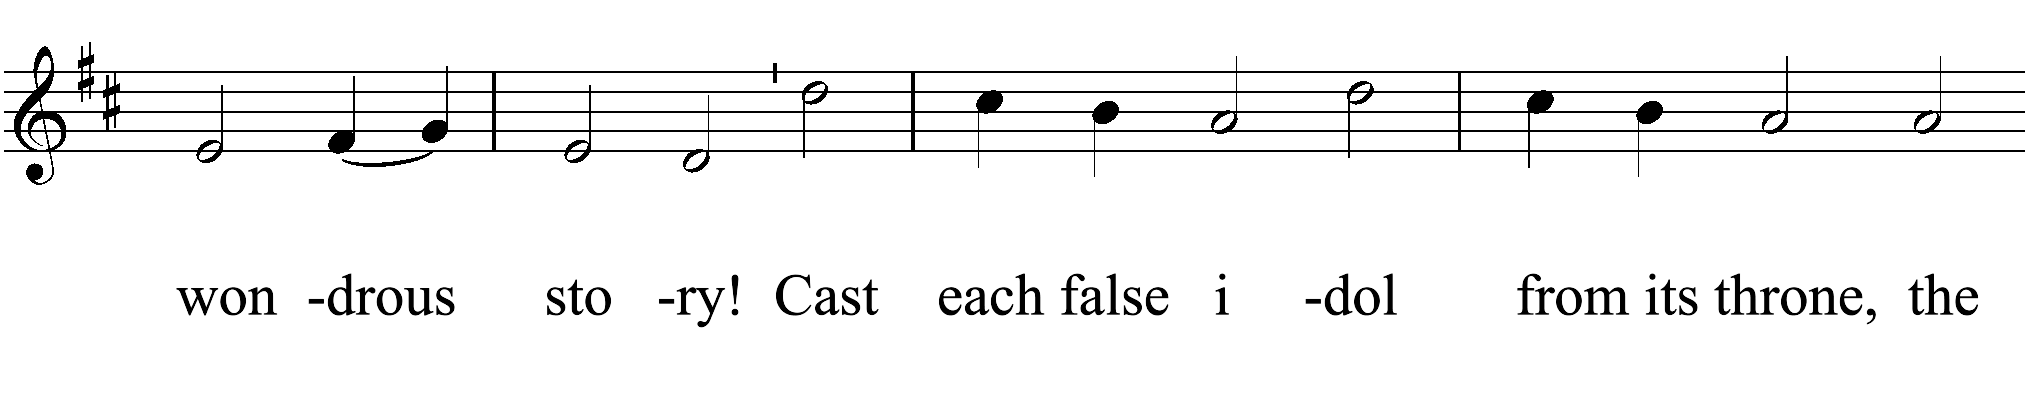 won -drous sto -ry! Cast each false i -dol from its throne, the